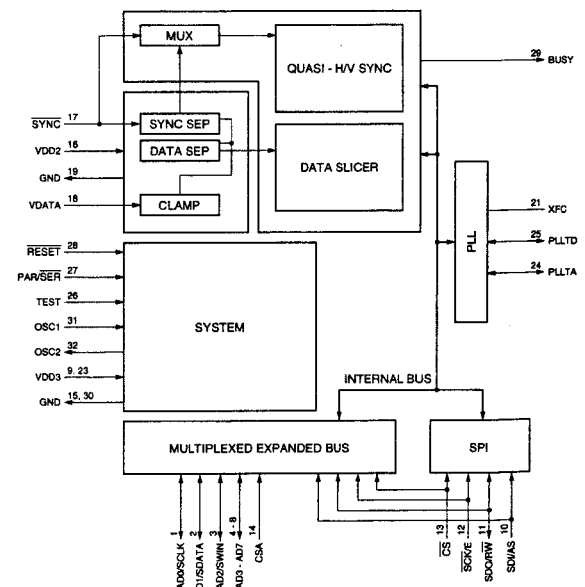 MUX
QUASI - H/V SYNC
29 BUSY
SYNC 17
SYNC SEP
VDD2 16
DATA SEP
DATA SLICER
GND 19
VDATA 18
CLAMP
PLL
21 XFC
25 PLLTD
24 PLLTA
RESET 28
PAR/SER 27
TEST 26
OSC1 31
SYSTEM
OSC2 32
VDD3 9, 23
GND 15, 30
INTERNAL BUS
MULTIPLEXED EXPANDED BUS
SPI
1 AD0/SCLK
2 AD1/SDATA
3 AD2/SWIN
4 - 8 AD3 - AD7
14 CSA
13 CS
12 SCK/E
11 SDO/RW
10 SDI/AS